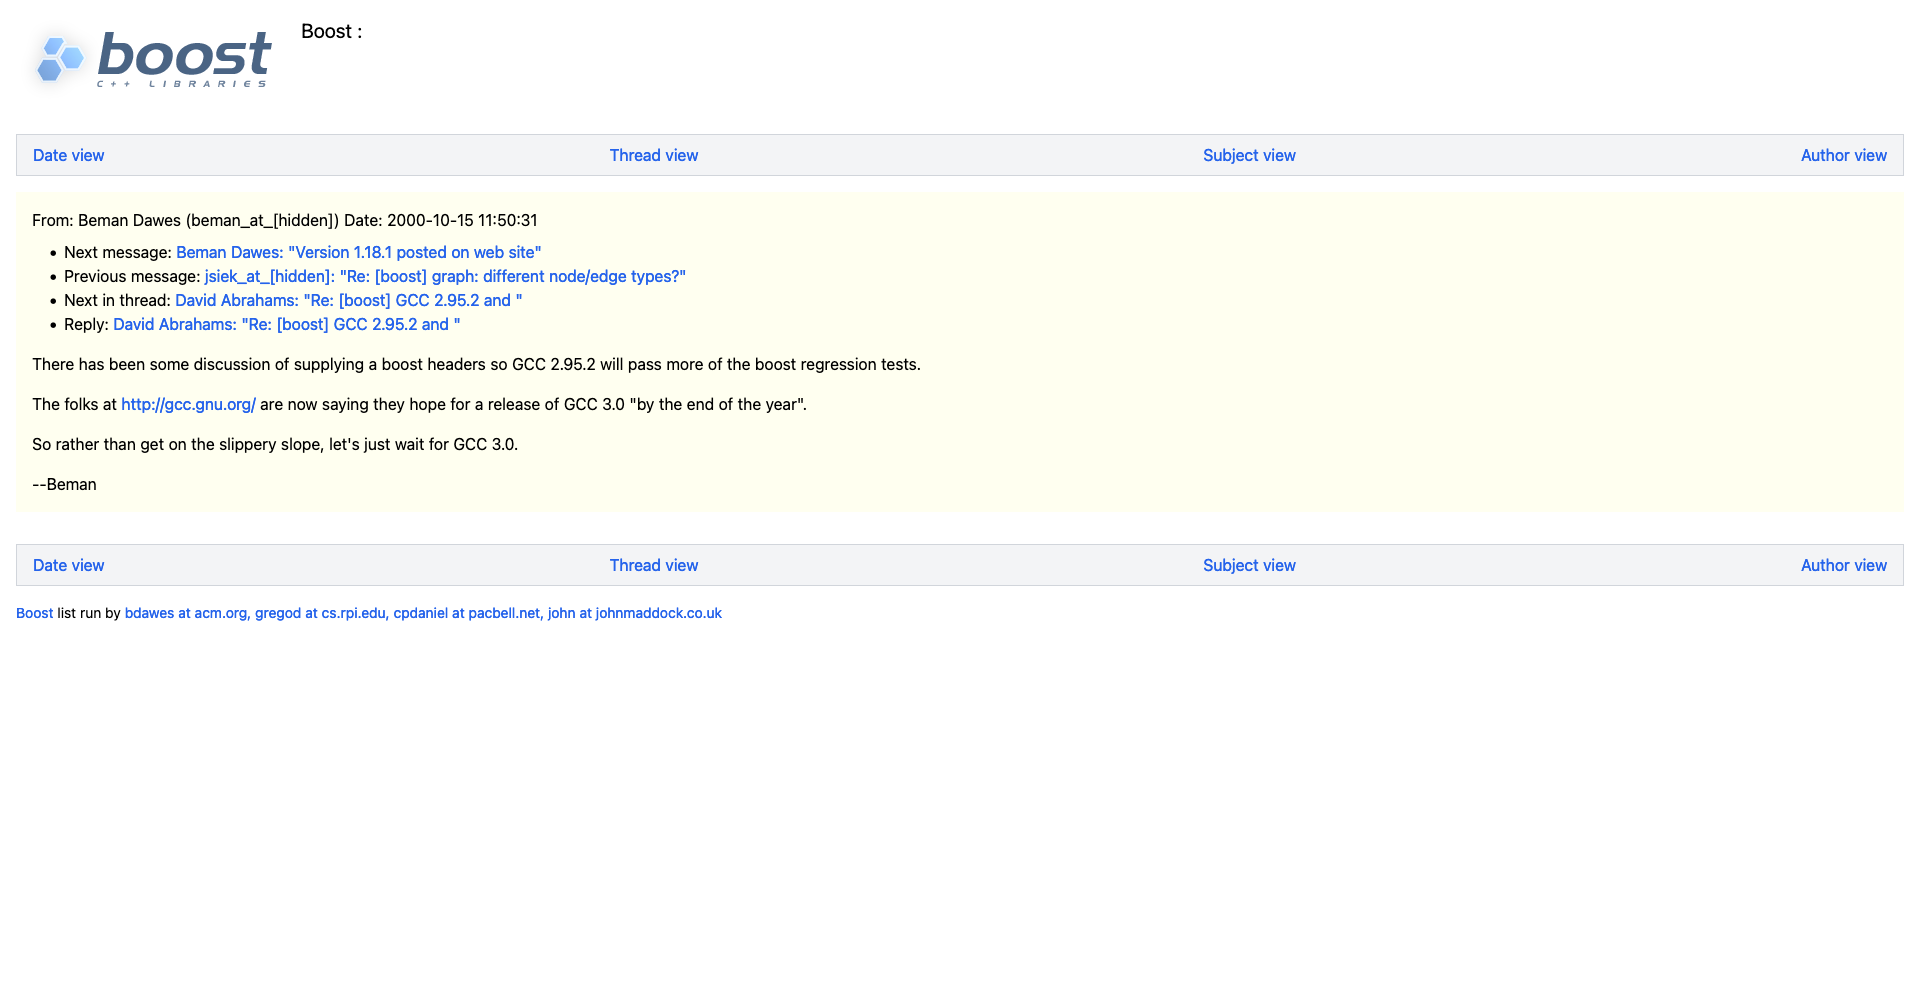 boost
C++ LIBRARIES
Boost :
Date view Thread view Subject view Author view
From: Beman Dawes (beman_at_[hidden]) Date: 2000-10-15 11:50:31
• Next message: Beman Dawes: "Version 1.18.1 posted on web site"
• Previous message: jsiek_at_[hidden]: "Re: [boost] graph: different node/edge types?"
• Next in thread: David Abrahams: "Re: [boost] GCC 2.95.2 and "
• Reply: David Abrahams: "Re: [boost] GCC 2.95.2 and "
There has been some discussion of supplying a boost headers so GCC 2.95.2 will pass more of the boost regression tests.
The folks at http://gcc.gnu.org/ are now saying they hope for a release of GCC 3.0 "by the end of the year".
So rather than get on the slippery slope, let's just wait for GCC 3.0.
--Beman
Date view Thread view Subject view Author view
Boost list run by bdawes at acm.org, gregod at cs.rpi.edu, cpdaniel at pacbell.net, john at johnmaddock.co.uk